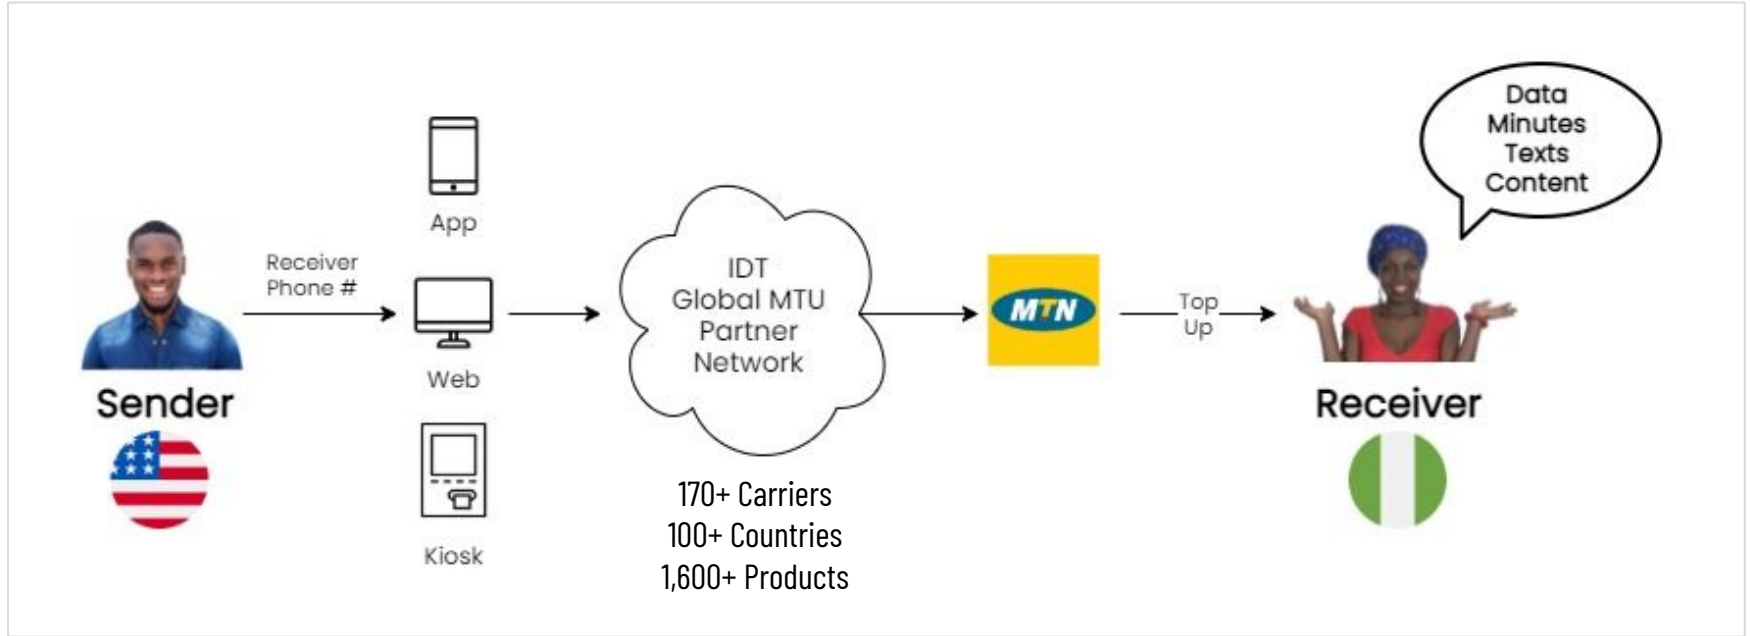 Sender
Receiver
Phone #
App
Web
Kiosk
IDT
Global MTU
Partner
Network
170+ Carriers
100+ Countries
1,600+ Products
MTN
Top
Up
Data
Minutes
Texts
Content
Receiver